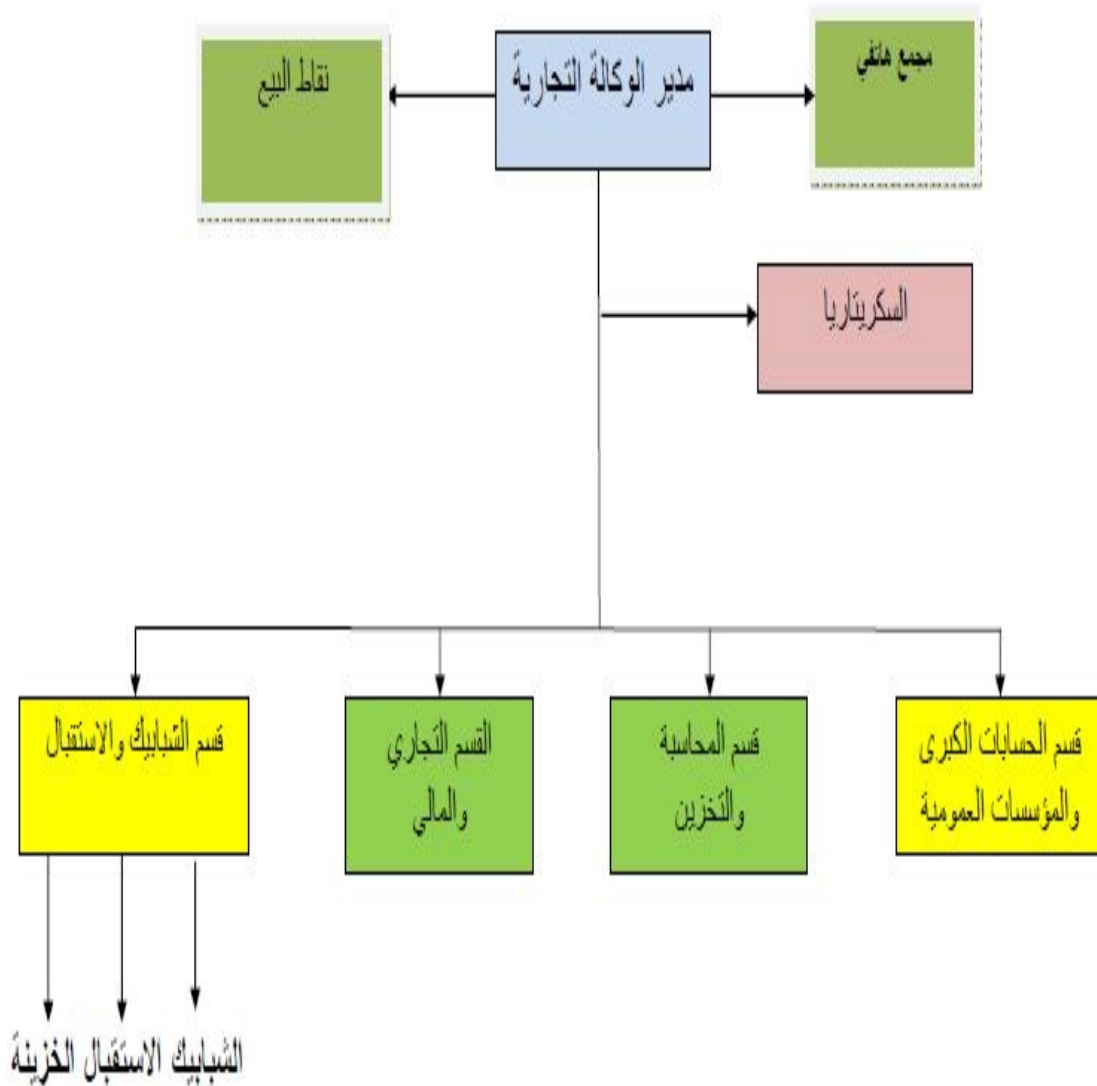 مجمع هاتفي
مدير الوكالة التجارية
نقاط البيع
السكريتاريا
قسم الحسابات الكبرى
والمؤسسات العمومية
قسم المحاسبة
والتخزين
القسم التجاري
والمالي
قسم الشبابيك والاستقبال
الشبابيك الاستقبال الخزينة